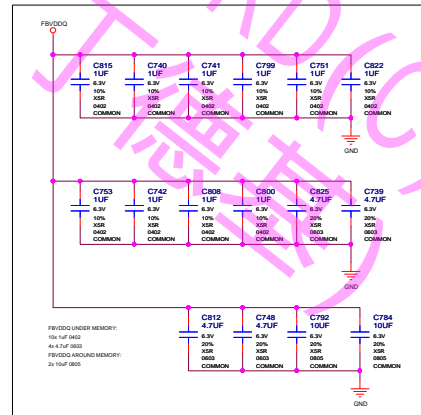 FBVDDQ
C815 C740 C741 C799 C751 C822
1UF 1UF 1UF 1UF 1UF 1UF
6.3V 6.3V 6.3V 6.3V 6.3V 6.3V
10% 10% 10% 10% 10% 10%
X5R X5R X5R X5R X5R X5R
0402 0402 0402 0402 0402 0402
COMMON COMMON COMMON COMMON COMMON COMMON
GND
C753 C742 C808 C800 C825 C739
1UF 1UF 1UF 1UF 4.7UF 4.7UF
6.3V 6.3V 6.3V 6.3V 6.3V 6.3V
10% 10% 10% 10% 20% 20%
X5R X5R X5R X5R X5R X5R
0402 0402 0402 0402 0603 0603
COMMON COMMON COMMON COMMON COMMON COMMON
GND
C812 C748 C792 C784
4.7UF 4.7UF 10UF 10UF
6.3V 6.3V 6.3V 6.3V
20% 20% 20% 20%
X5R X5R X5R X5R
0603 0603 0805 0805
COMMON COMMON COMMON COMMON
GND
FBVDDQ UNDER MEMORY:
10x 1uF 0402
4x 4.7uF 0603
FBVDDQ AROUND MEMORY:
2x 10uF 0805